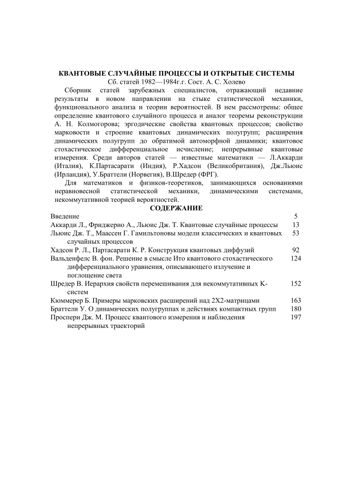 КВАНТОВЫЕ СЛУЧАЙНЫЕ ПРОЦЕССЫ И ОТКРЫТЫЕ СИСТЕМЫ
Сб. статей 1982—1984г.г. Сост. А. С. Холево
Сборник статей зарубежных специалистов, отражающий недавние
результаты в новом направлении на стыке статистической механики,
функционального анализа и теории вероятностей. В нем рассмотрены: общее
определение квантового случайного процесса и аналог теоремы реконструкции
А. Н. Колмогорова; эргодические свойства квантовых процессов; свойство
марковости и строение квантовых динамических полугрупп; расширения
динамических полугрупп до обратимой автоморфной динамики; квантовое
стохастическое дифференциальное исчисление; непрерывные квантовые
измерения. Среди авторов статей — известные математики — Л.Аккарди
(Италия), К.Партасарати (Индия), Р.Хадсон (Великобритания), Дж.Льюис
(Ирландия), У.Браттели (Норвегия), В.Шредер (ФРГ).
Для математиков и физиков-теоретиков, занимающихся основаниями
неравновесной статистической механики, динамическими системами,
некоммутативной теорией вероятностей.
СОДЕРЖАНИЕ
Введение 5
Аккарди Л., Фриджерио А., Льюис Дж. Т. Квантовые случайные процессы 13
Льюис Дж. Т., Маассен Г. Гамильтоновы модели классических и квантовых 53
случайных процессов
Хадсон Р. Л., Партасарати К. Р. Конструкция квантовых диффузий 92
Вальденфелс В. фон. Решение в смысле Ито квантового стохастического 124
дифференциального уравнения, описывающего излучение и
поглощение света
Шредер В. Иерархия свойств перемешивания для некоммутативных К- 152
систем
Кюммерер Б. Примеры марковских расширений над 2X2-матрицами 163
Браттели У. О динамических полугруппах и действиях компактных групп 180
Проспери Дж. М. Процесс квантового измерения и наблюдения 197
непрерывных траекторий